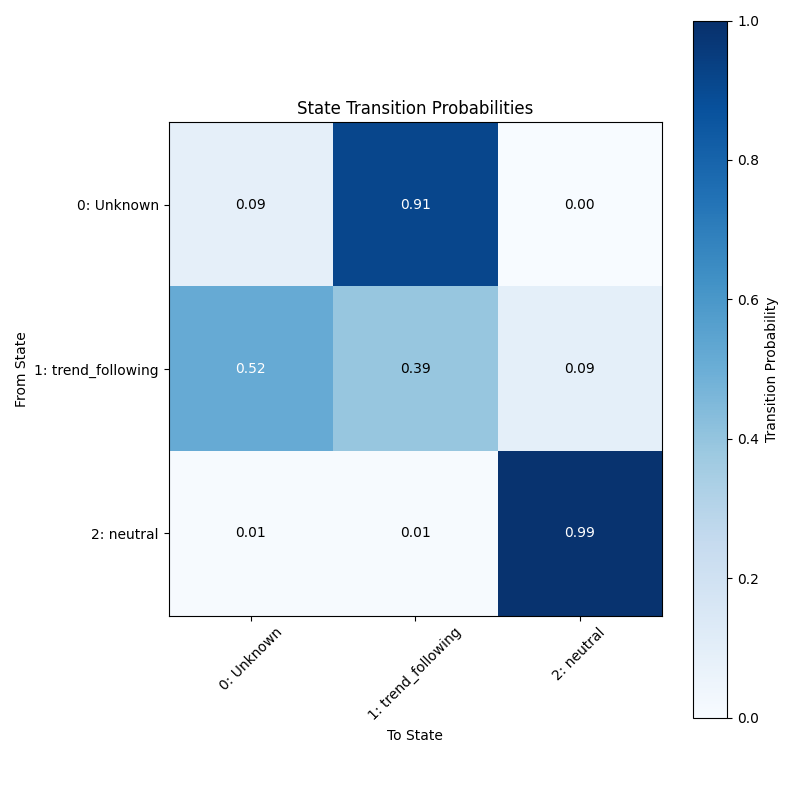 State Transition Probabilities
1.0
0.8
0.6
0.4
0.2
0.0
Transition Probability
From State
0: Unknown
0.09 0.91 0.00
1: trend_following
0.52 0.39 0.09
2: neutral
0.01 0.01 0.99
0: Unknown
1: trend_following
2: neutral
To State